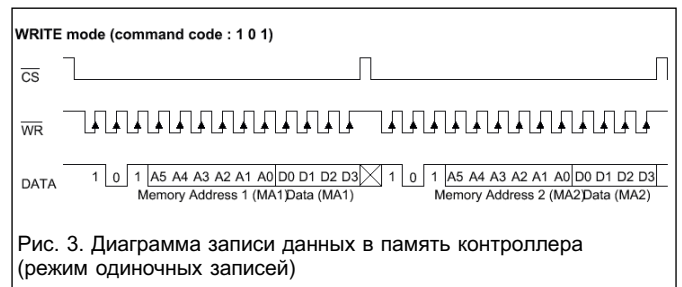 WRITE mode (command code : 1 0 1)
CS
WR
DATA 1 0 1 A5 A4 A3 A2 A1 A0 D0 D1 D2 D3 1 0 1 A5 A4 A3 A2 A1 A0 D0 D1 D2 D3
Memory Address 1 (MA1) Data (MA1) Memory Address 2 (MA2) Data (MA2)
Рис. 3. Диаграмма записи данных в память контроллера
(режим одиночных записей)